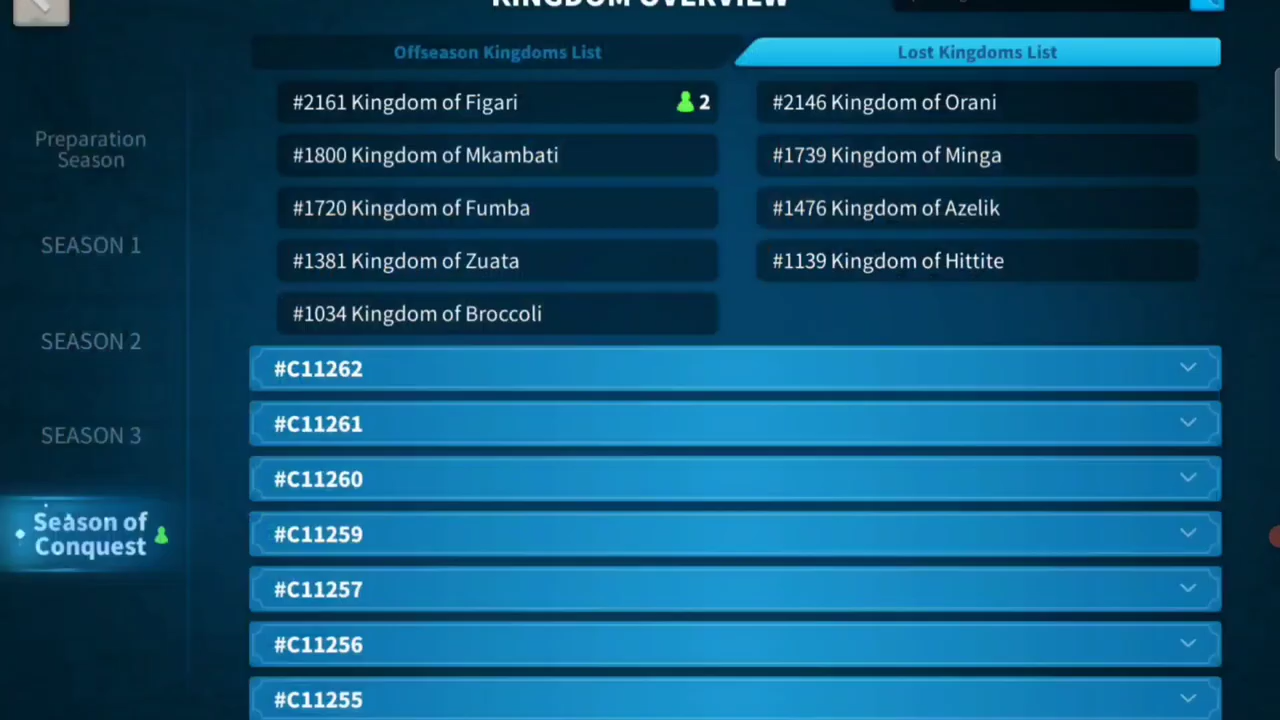 KINGDOM OVERVIEW
Offseason Kingdoms List
Lost Kingdoms List
Preparation
Season
SEASON 1
SEASON 2
SEASON 3
Season of
Conquest
#2161 Kingdom of Figari
2
#2146 Kingdom of Orani
#1800 Kingdom of Mkambati
#1739 Kingdom of Minga
#1720 Kingdom of Fumba
#1476 Kingdom of Azelik
#1381 Kingdom of Zuata
#1139 Kingdom of Hittite
#1034 Kingdom of Broccoli
#C11262
#C11261
#C11260
#C11259
#C11257
#C11256
#C11255